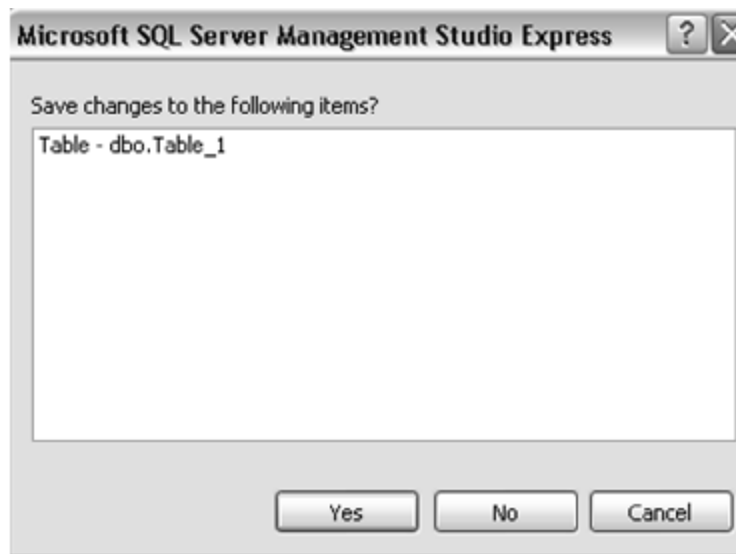 Microsoft SQL Server Management Studio Express ?
Save changes to the following items?
Table - dbo.Table_1
Yes No Cancel